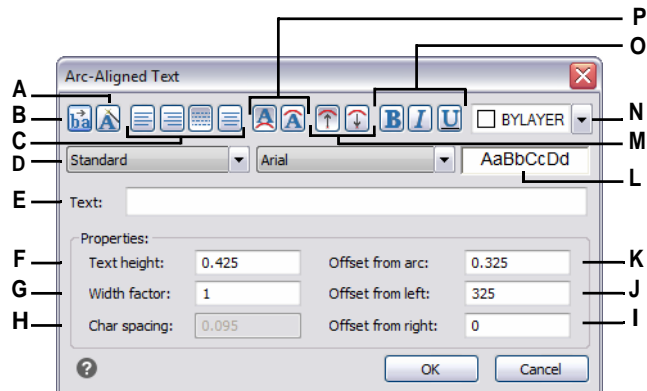 P
O
Arc-Aligned Text
A
B
ba A A A B I U BYLAYER
N
C
M
D
Standard Arial AaBbCcDd
L
E
Text:
Properties:
F
Text height: 0.425 Offset from arc: 0.325
K
G
Width factor: 1 Offset from left: 325
J
H
Char spacing: 0.095 Offset from right: 0
I
? OK Cancel